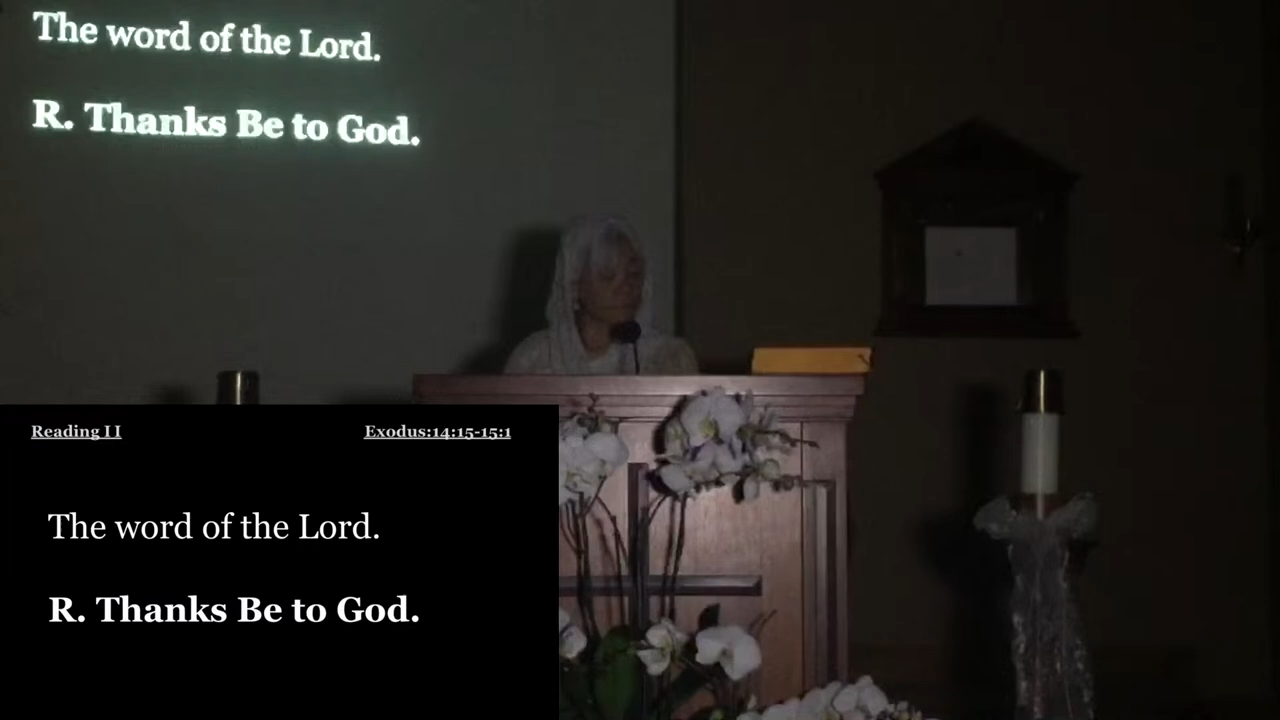 The word of the Lord.
R. Thanks Be to God.
Reading II Exodus:14:15-15:1
The word of the Lord.
R. Thanks Be to God.